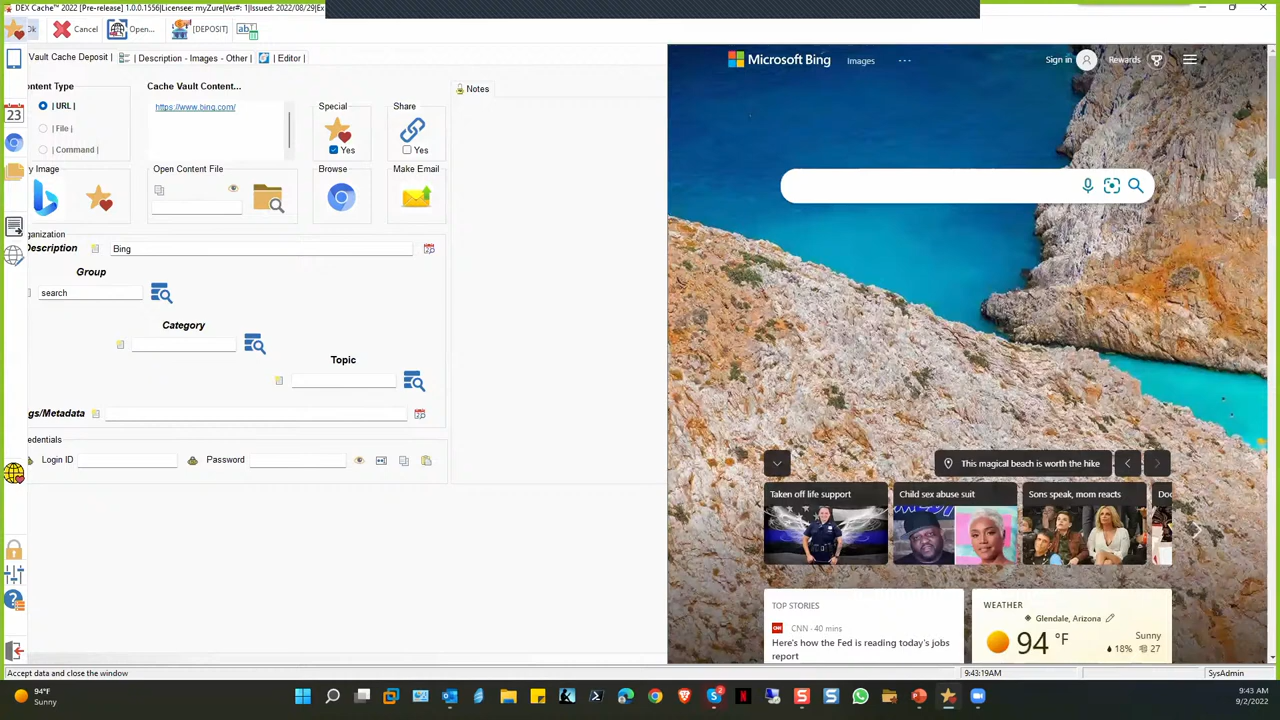 DEX Cache™ 2022 [Pre-release] 1.0.0.1556|Licensee: myZure|Ver#: 1|Issued: 2022/08/29|Ex
Ok
Cancel
Open...
[DEPOSIT]
Vault Cache Deposit |
| Description - Images - Other |
| Editor |
ontent Type
| URL |
| File |
| Command |
Cache Vault Content...
https://www.bing.com/
Special
Yes
Share
Yes
Notes
y Image
Open Content File
Browse
Make Email
ganization
Description
Bing
Group
search
Category
Topic
gs/Metadata
edentials
Login ID
Password
23
Accept data and close the window
9:43:19AM
SysAdmin
Microsoft Bing
Images
Sign in
Rewards
This magical beach is worth the hike
Taken off life support
Child sex abuse suit
Sons speak, mom reacts
Doc
TOP STORIES
CNN · 40 mins
Here's how the Fed is reading today's jobs
report
WEATHER
Glendale, Arizona
94 °F
Sunny
18%
27
94°F
Sunny
9:43 AM
9/2/2022